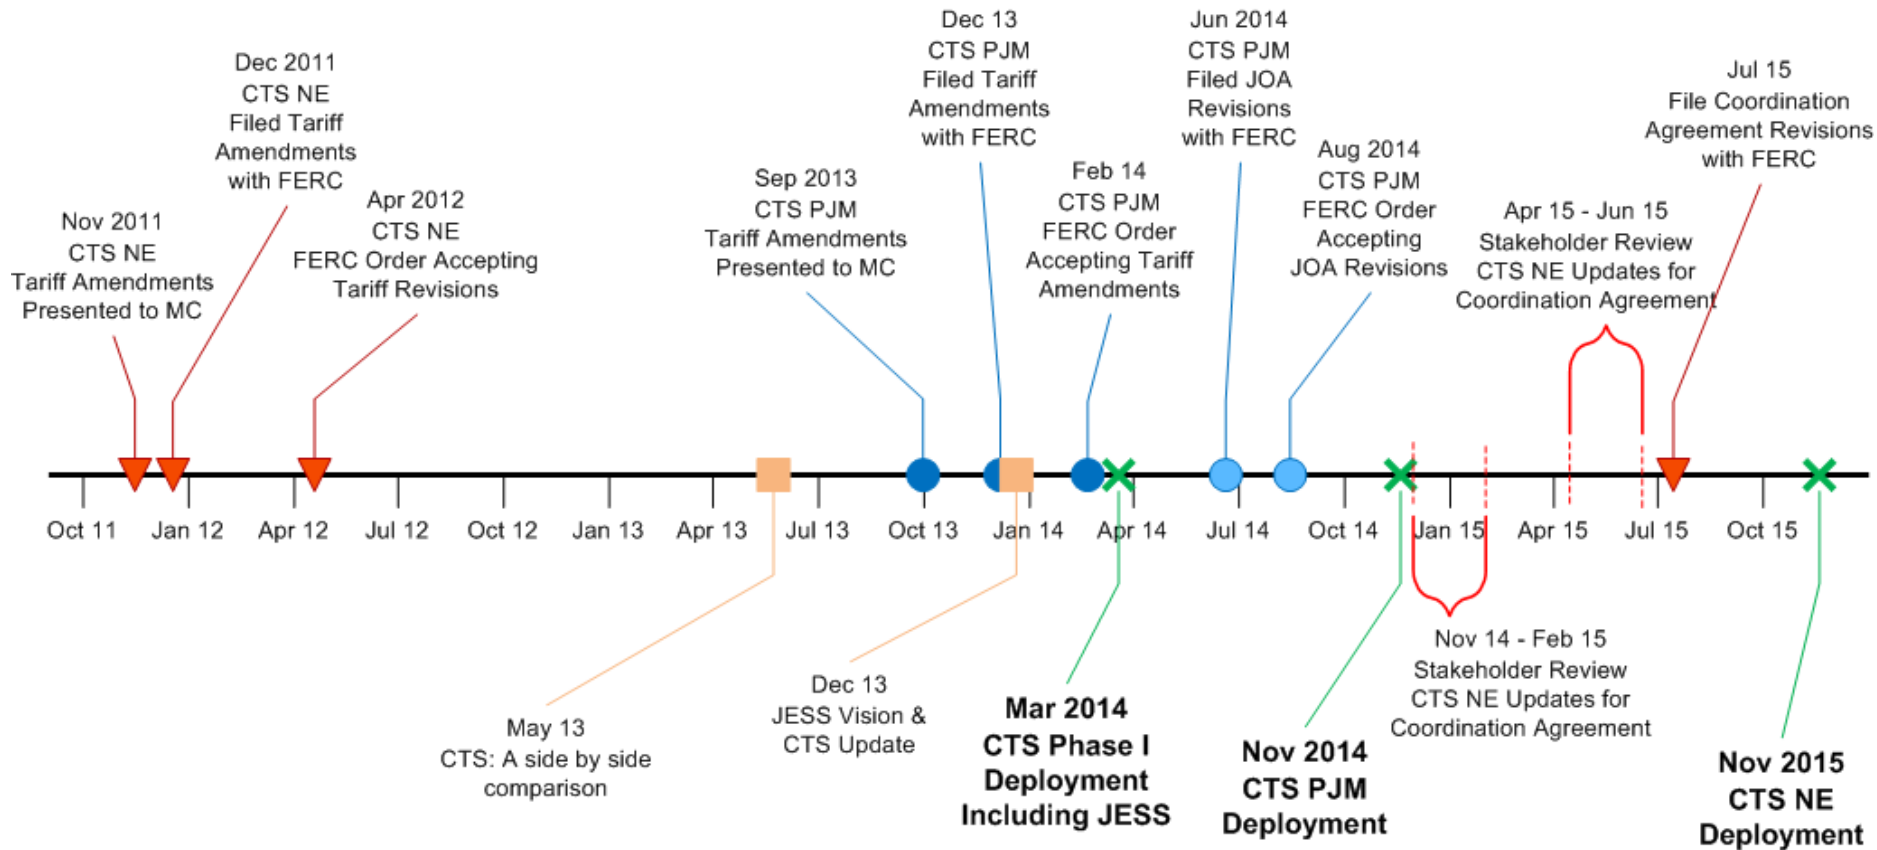 Nov 2011
CTS NE
Tariff Amendments
Presented to MC
Dec 2011
CTS NE
Filed Tariff
Amendments
with FERC
Apr 2012
CTS NE
FERC Order Accepting
Tariff Revisions
Sep 2013
CTS PJM
Tariff Amendments
Presented to MC
Dec 13
CTS PJM
Filed Tariff
Amendments
with FERC
Feb 14
CTS PJM
FERC Order
Accepting Tariff
Amendments
Jun 2014
CTS PJM
Filed JOA
Revisions
with FERC
Aug 2014
CTS PJM
FERC Order
Accepting
JOA Revisions
Apr 15 - Jun 15
Stakeholder Review
CTS NE Updates for
Coordination Agreement
Jul 15
File Coordination
Agreement Revisions
with FERC
Oct 11
Jan 12
Apr 12
Jul 12
Oct 12
Jan 13
Apr 13
Jul 13
Oct 13
Jan 14
Apr 14
Jul 14
Oct 14
Jan 15
Apr 15
Jul 15
Oct 15
May 13
CTS: A side by side
comparison
Dec 13
JESS Vision &
CTS Update
Mar 2014
CTS Phase I
Deployment
Including JESS
Nov 2014
CTS PJM
Deployment
Nov 14 - Feb 15
Stakeholder Review
CTS NE Updates for
Coordination Agreement
Nov 2015
CTS NE
Deployment